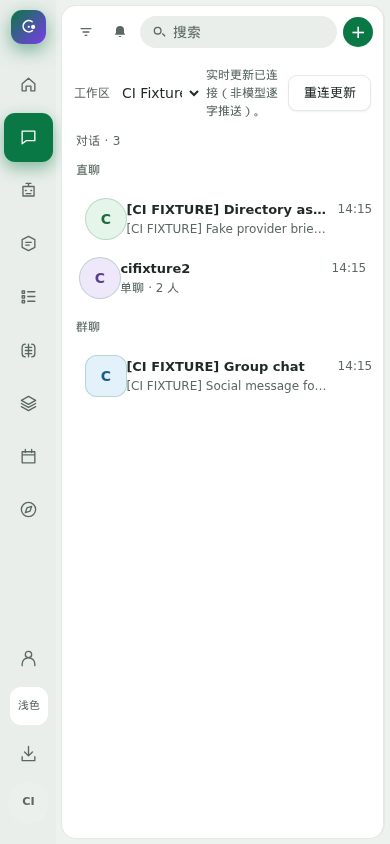 搜索
工作区
CI Fixture
实时更新已连
接（非模型逐
字推送）。
重连更新
对话 · 3
直聊
C
[CI FIXTURE] Directory as…
14:15
[CI FIXTURE] Fake provider brie…
C
cifixture2
14:15
单聊 · 2 人
群聊
C
[CI FIXTURE] Group chat
14:15
[CI FIXTURE] Social message fo…
浅色
CI